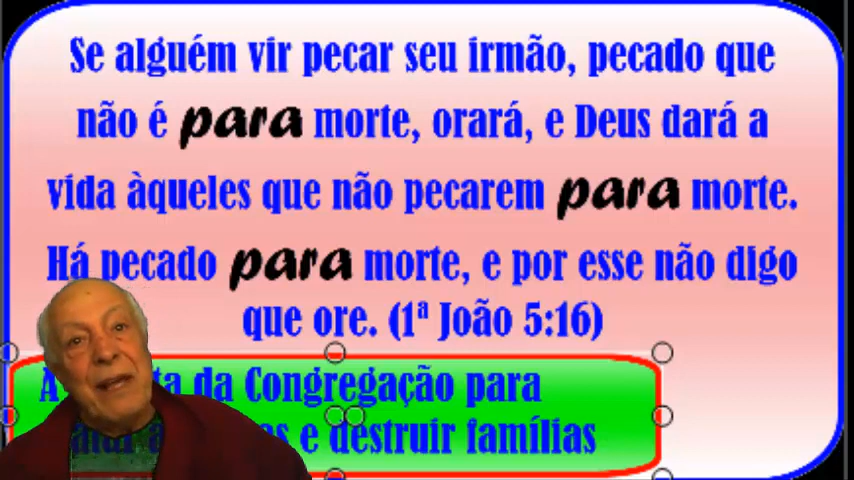 Se alguém vir pecar seu irmão, pecado que
não é para morte, orará, e Deus dará a
vida àqueles que não pecarem para morte.
Há pecado para morte, e por esse não digo
que ore. (1ª João 5:16)
da Congregação para
e destruir famílias